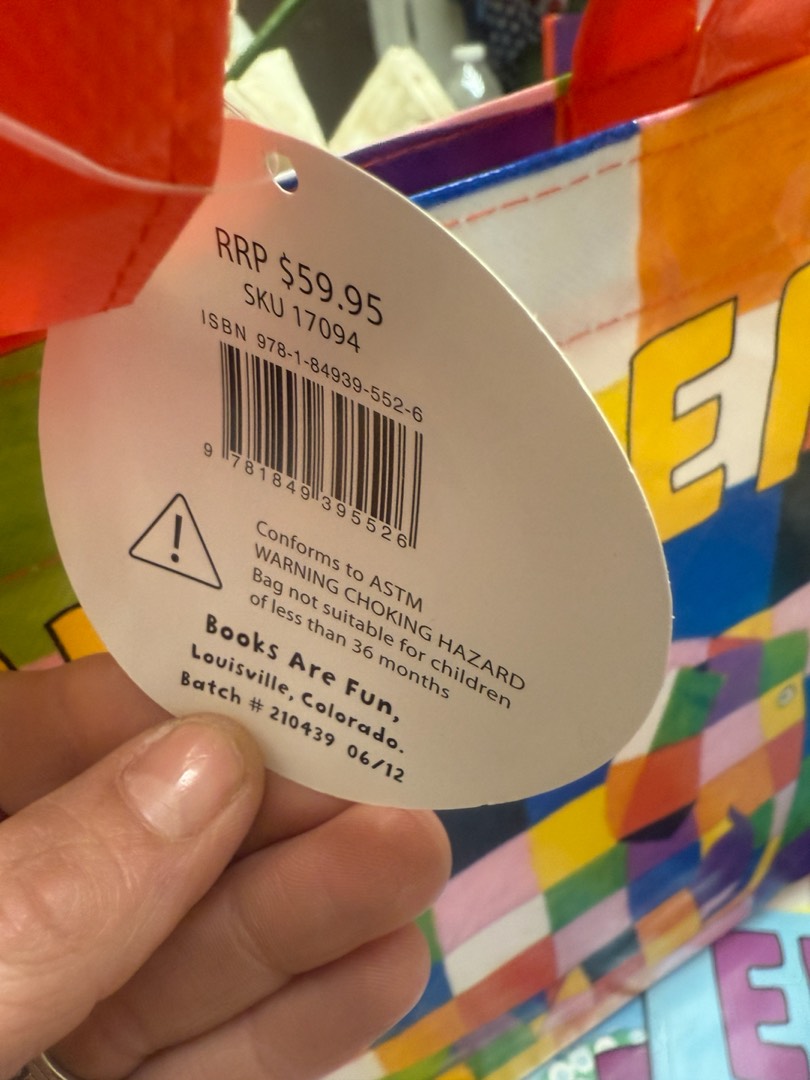 RRP $59.95
SKU 17094
ISBN 978-1-84939-552-6
9 781849 395526
Conforms to ASTM
WARNING CHOKING HAZARD
Bag not suitable for children
of less than 36 months
Books Are Fun,
Louisville, Colorado.
Batch # 210439 06/12